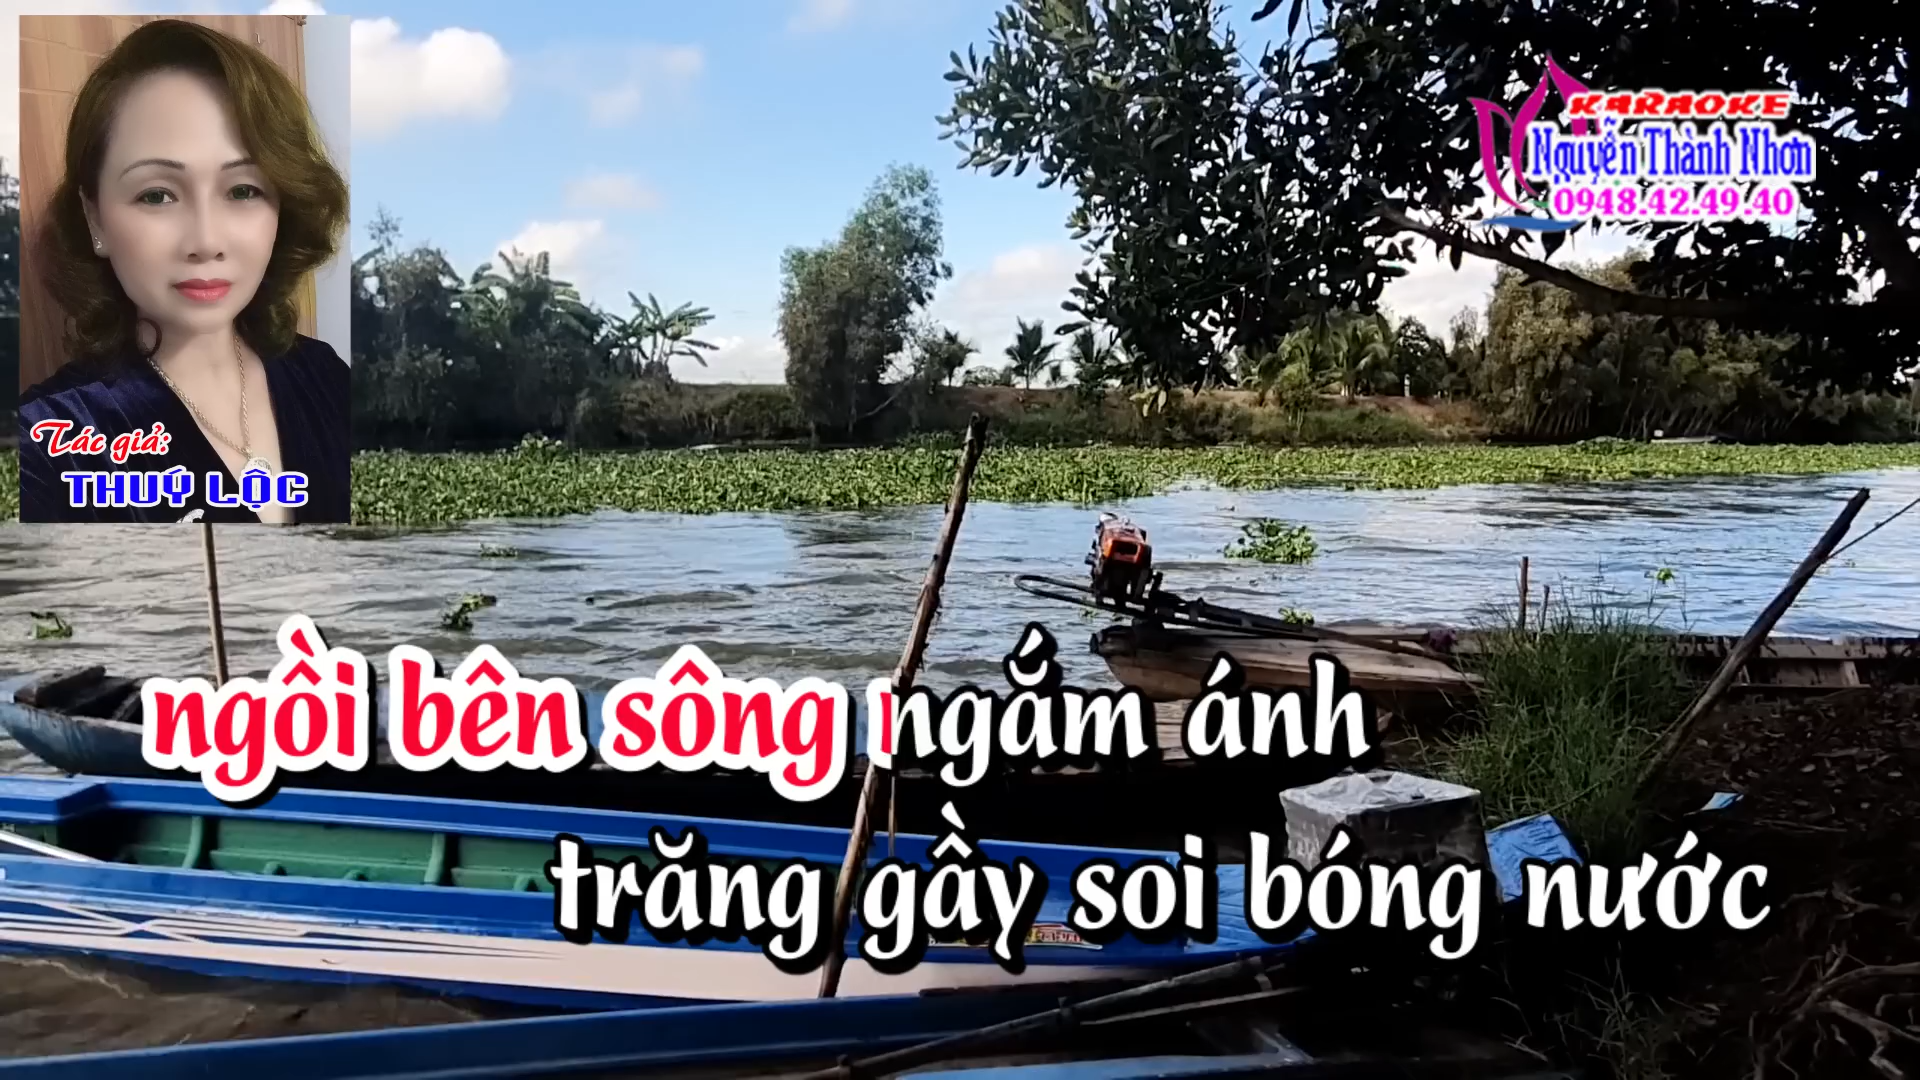 KARAOKE
Nguyễn Thành Nhơn
0948.42.49.40
Tác giả:
THUÝ LỘC
ngồi bên sông ngắm ánh
trăng gầy soi bóng nước